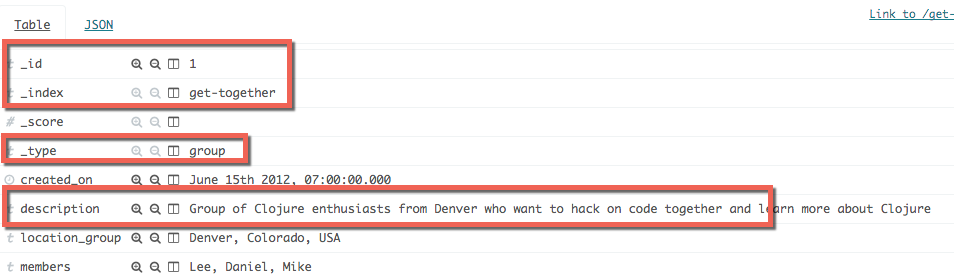 Table JSON Link to /get-
t _id 1
t _index get-together
# _score
t _type group
created_on June 15th 2012, 07:00:00.000
t description Group of Clojure enthusiasts from Denver who want to hack on code together and learn more about Clojure
t location_group Denver, Colorado, USA
t members Lee, Daniel, Mike